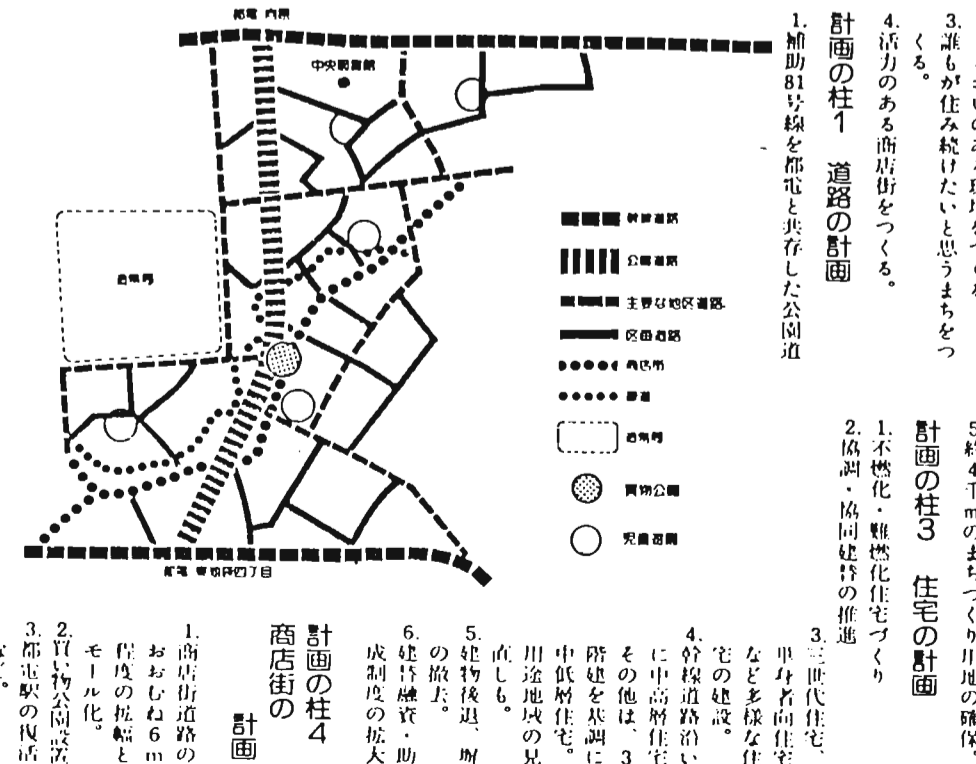 3. 誰もが住み続けたいと思うまちをつ
くる。
4. 活力のある商店街をつくる。
計画の柱1 道路の計画
1. 補助81号線を都電と共存した公園道
計画の柱3 住宅の計画
1. 不燃化・難燃化住宅づくり
2. 協調・協同建替の推進
3. 三世代住宅、
単身者向住宅
など多様な住
宅の建設。
4. 幹線道路沿い
に中高層住宅
その他は、3
階建を基調に
中低層住宅。
用途地域の見
直しも。
5. 建物後退、塀
の撤去。
6. 建替融資・助
成制度の拡大
計画の柱4
商店街の
計画
1. 商店街道路の
おおむね6m
程度の拡幅と
モール化。
2. 買い物公園設置
3. 都電駅の復活
など。
中央図書館
造幣局
都電 東池袋四丁目
幹線道路
公園道路
主要な地区道路
区画道路
商店街
緑道
造幣局
買物公園
児童遊園